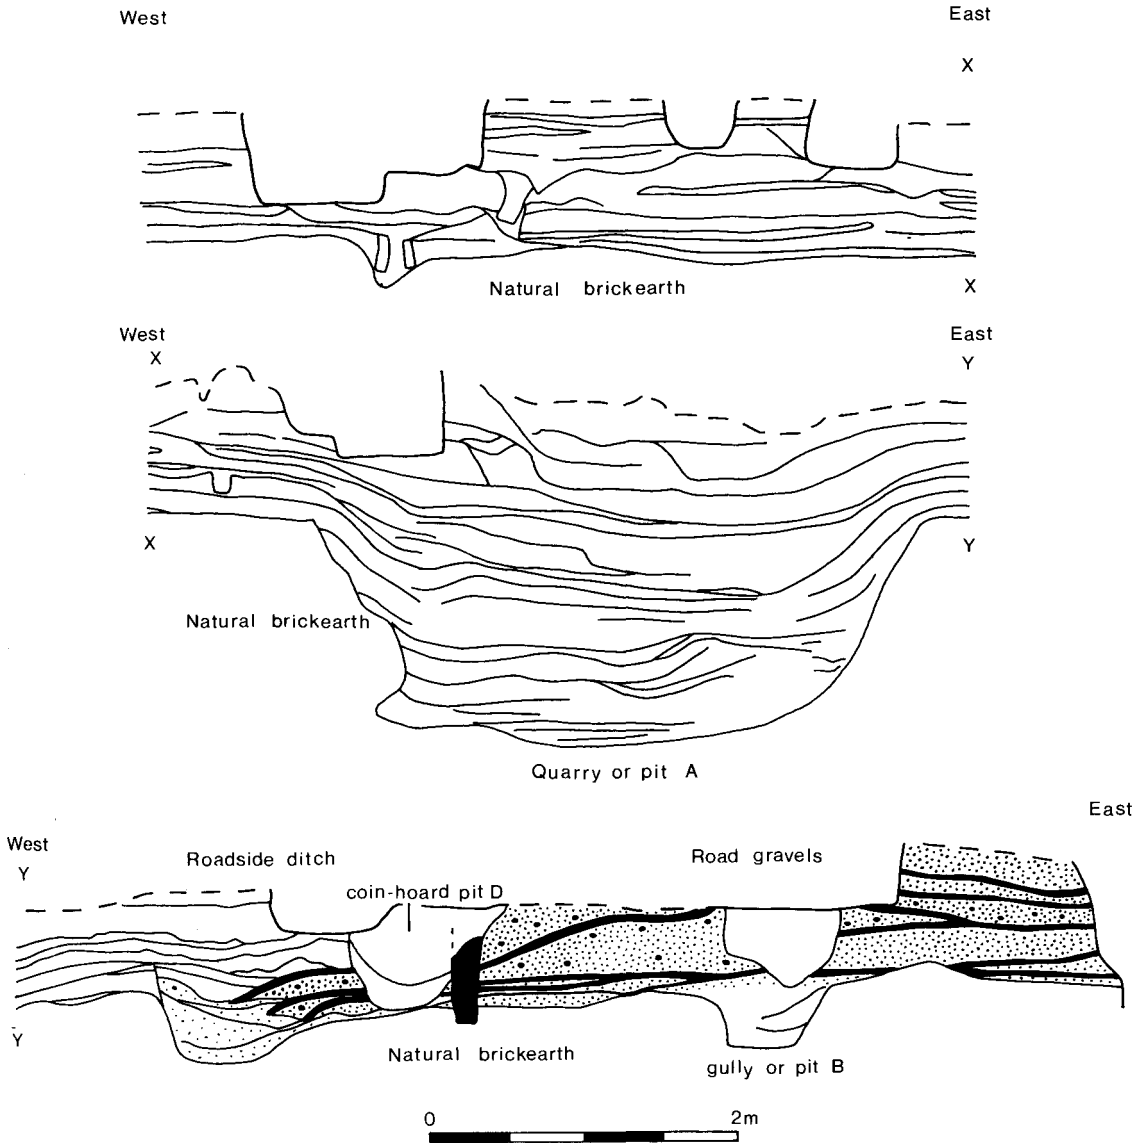 West
East
X
Natural brickearth
X
West
East
X
Y
X
Y
Natural brickearth
Quarry or pit A
East
West
Y
Roadside ditch
Road gravels
coin-hoard pit D
Y
Natural brickearth
gully or pit B
0
2m